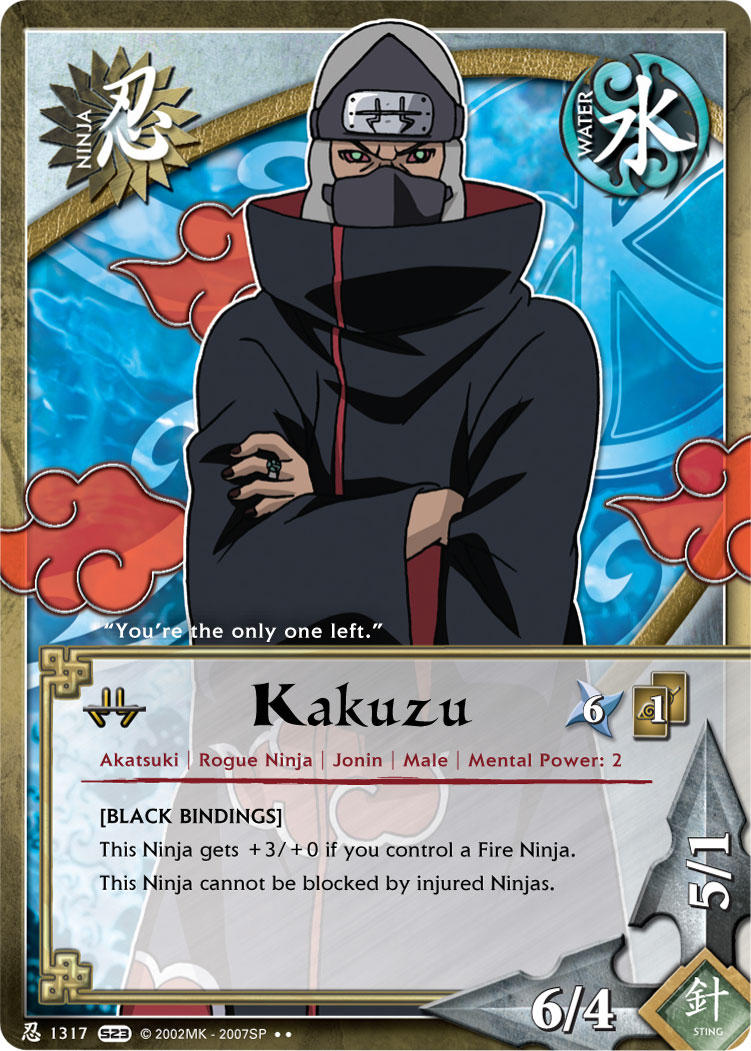 NINJA
忍
WATER
水
“You’re the only one left.”
Kakuzu
6
1
Akatsuki | Rogue Ninja | Jonin | Male | Mental Power: 2
[BLACK BINDINGS]
This Ninja gets +3/+0 if you control a Fire Ninja.
This Ninja cannot be blocked by injured Ninjas.
5/1
6/4
針
STING
忍 1317 S23 © 2002MK - 2007SP